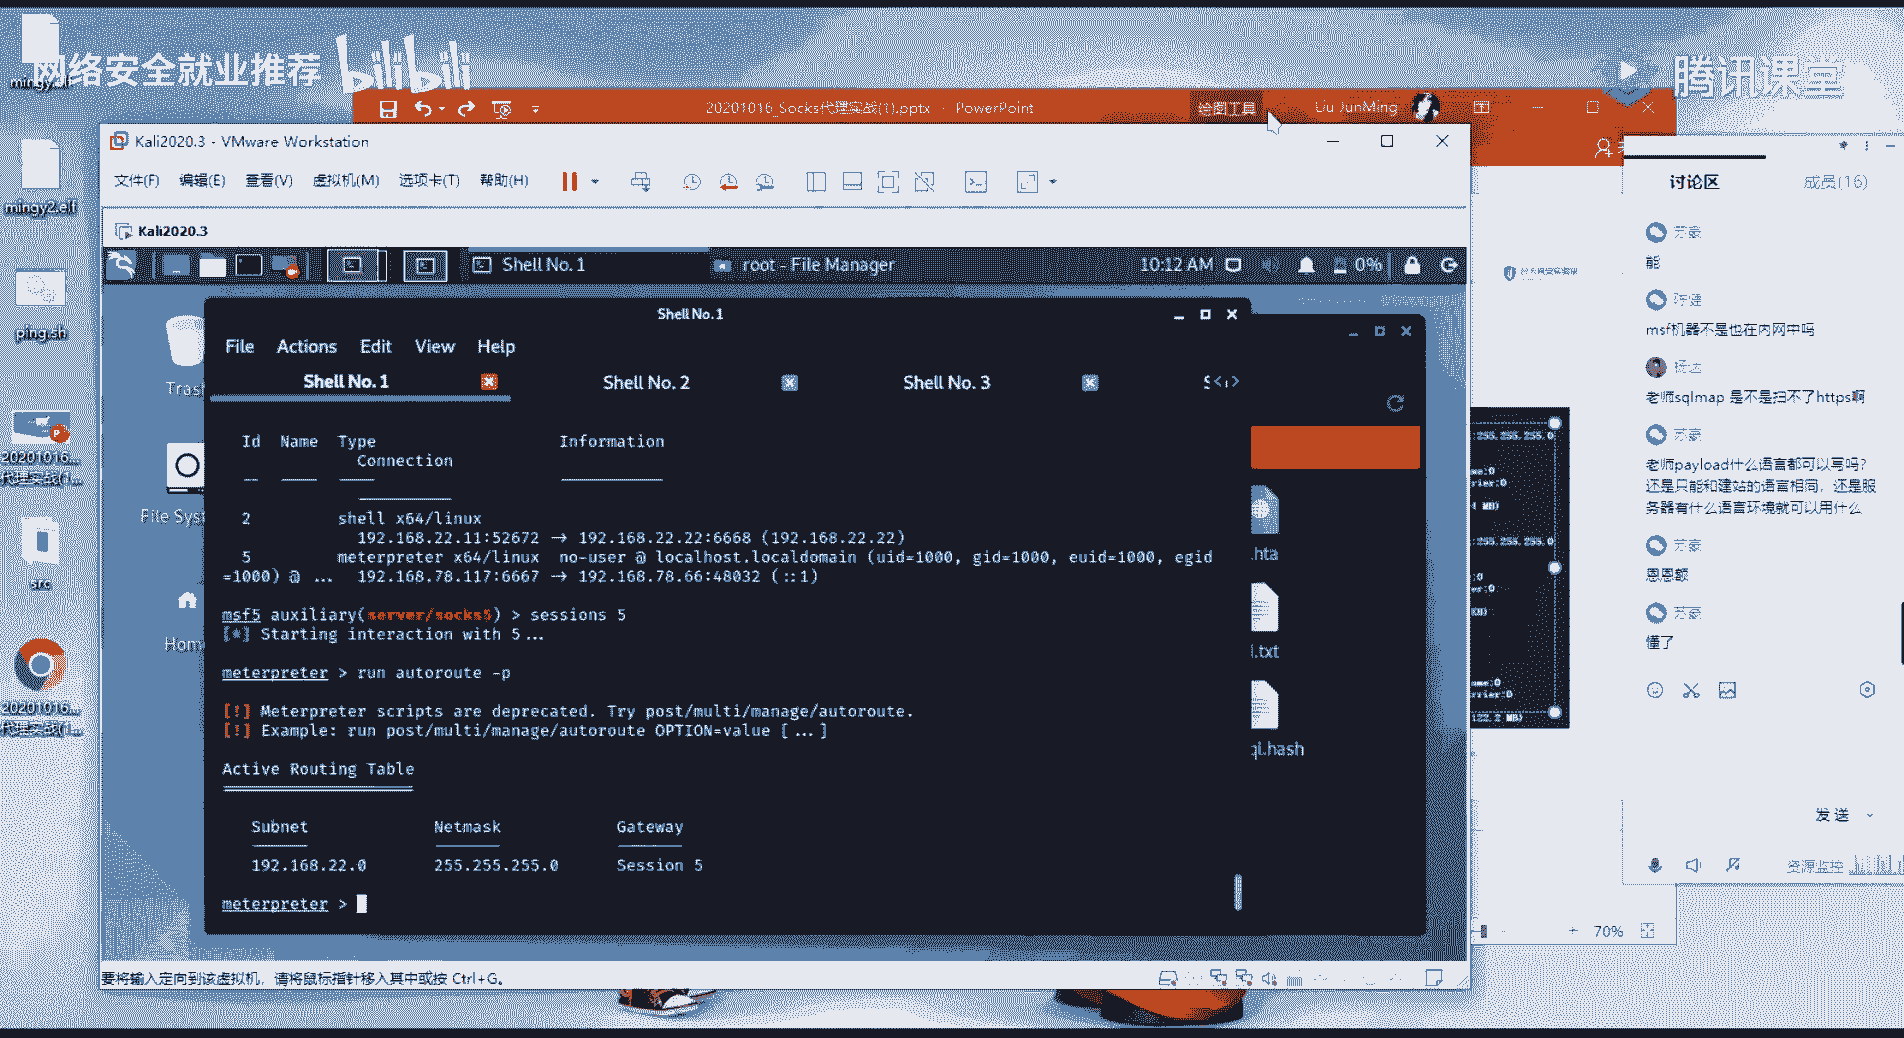 网络安全就业推荐 bilibili
腾讯课堂
20201016_Socks代理实战(1).pptx - PowerPoint
绘图工具
Liu JunMing
Kali2020.3 - VMware Workstation
文件(F) 编辑(E) 查看(V) 虚拟机(M) 选项卡(T) 帮助(H)
Kali2020.3
Shell No. 1
root - File Manager
10:12 AM
0%
mingy2.elf
ping.sh
20201016...
代理实战(1...
src
20201016...
代理实战(1...
Trash
File Sys
Home
Shell No.1
File Actions Edit View Help
Shell No. 1
Shell No. 2
Shell No. 3
Id Name Type Information
Connection
2 shell x64/linux
192.168.22.11:52672 → 192.168.22.22:6668 (192.168.22.22)
5 meterpreter x64/linux no-user @ localhost.localdomain (uid=1000, gid=1000, euid=1000, egid
=1000) @ ... 192.168.78.117:6667 → 192.168.78.66:48032 (::1)
msf5 auxiliary(server/socks5) > sessions 5
[*] Starting interaction with 5...
meterpreter > run autoroute -p
[!] Meterpreter scripts are deprecated. Try post/multi/manage/autoroute.
[!] Example: run post/multi/manage/autoroute OPTION=value [...]
Active Routing Table
Subnet Netmask Gateway
192.168.22.0 255.255.255.0 Session 5
meterpreter >
.hta
l.txt
ql.hash
要将输入定向到该虚拟机，请将鼠标指针移入其中或按 Ctrl+G。
讨论区
成员(16)
能
msf机器不是也在内网中吗
老师sqlmap 是不是扫不了https啊
老师payload什么语言都可以写吗？
还是只能和建站的语言相同，还是服
务器有什么语言环境就可以用什么
恩恩额
懂了
发送
资源监控
70%